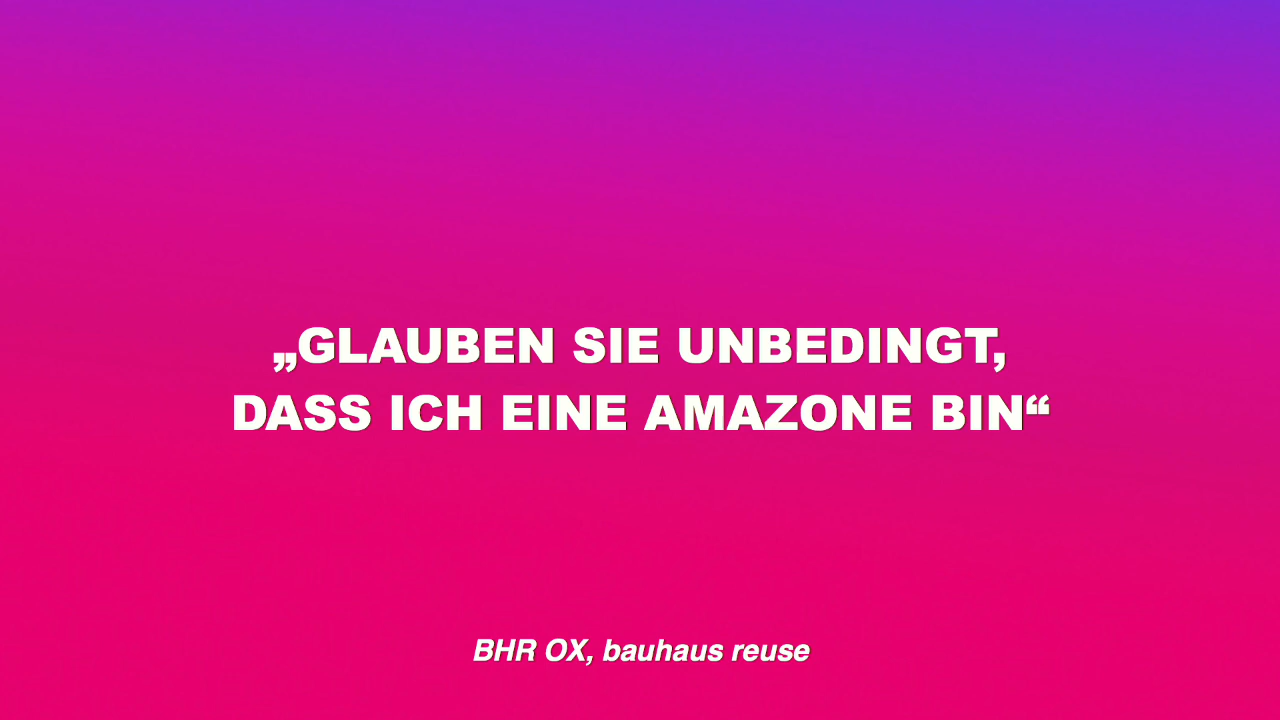 „GLAUBEN SIE UNBEDINGT,
DASS ICH EINE AMAZONE BIN“
BHR OX, bauhaus reuse